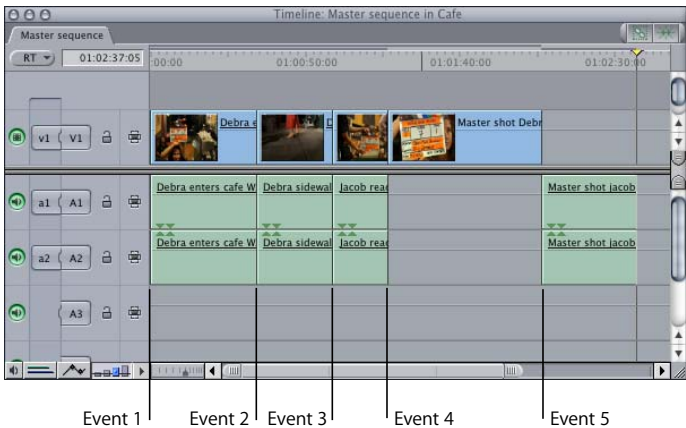 Timeline: Master sequence in Cafe
Master sequence
RT
01:02:37:05
:00:00
01:00:50:00
01:01:40:00
01:02:30:00
v1 V1
Debra e
Master shot Debr
a1 A1
Debra enters cafe W
Debra sidewal
Jacob rea
Master shot jacob
a2 A2
Debra enters cafe W
Debra sidewal
Jacob rea
Master shot jacob
A3
Event 1
Event 2
Event 3
Event 4
Event 5